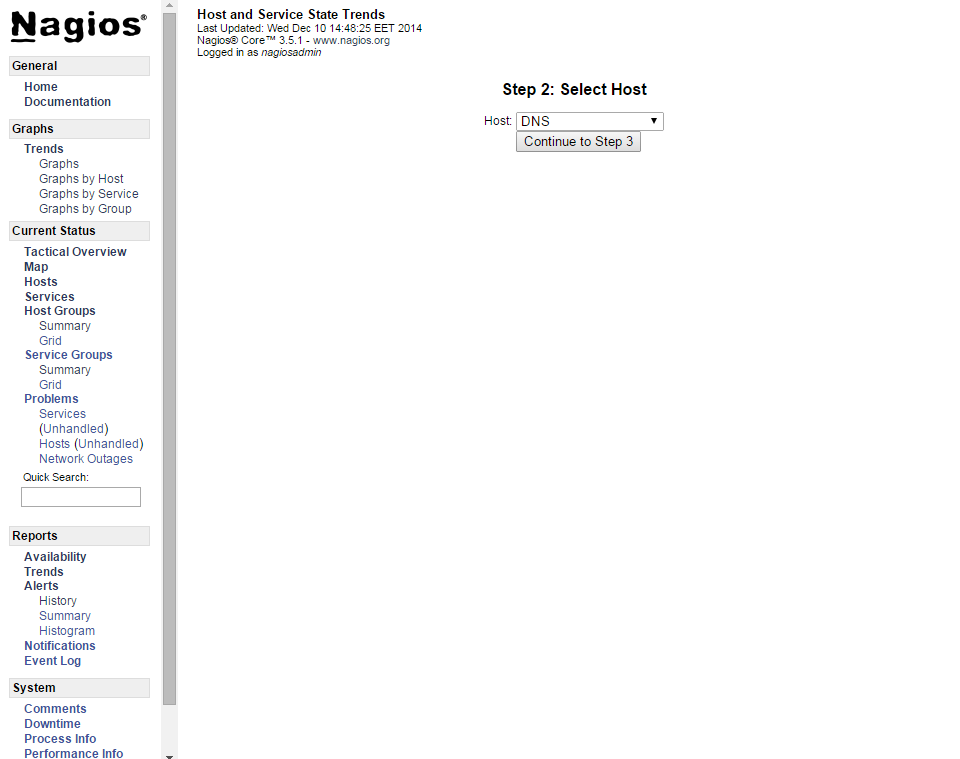 Nagios®
General
Home
Documentation
Graphs
Trends
Graphs
Graphs by Host
Graphs by Service
Graphs by Group
Current Status
Tactical Overview
Map
Hosts
Services
Host Groups
Summary
Grid
Service Groups
Summary
Grid
Problems
Services
(Unhandled)
Hosts (Unhandled)
Network Outages
Quick Search:
Reports
Availability
Trends
Alerts
History
Summary
Histogram
Notifications
Event Log
System
Comments
Downtime
Process Info
Performance Info
Host and Service State Trends
Last Updated: Wed Dec 10 14:48:25 EET 2014
Nagios® Core™ 3.5.1 - www.nagios.org
Logged in as nagiosadmin
Step 2: Select Host
Host: DNS
Continue to Step 3